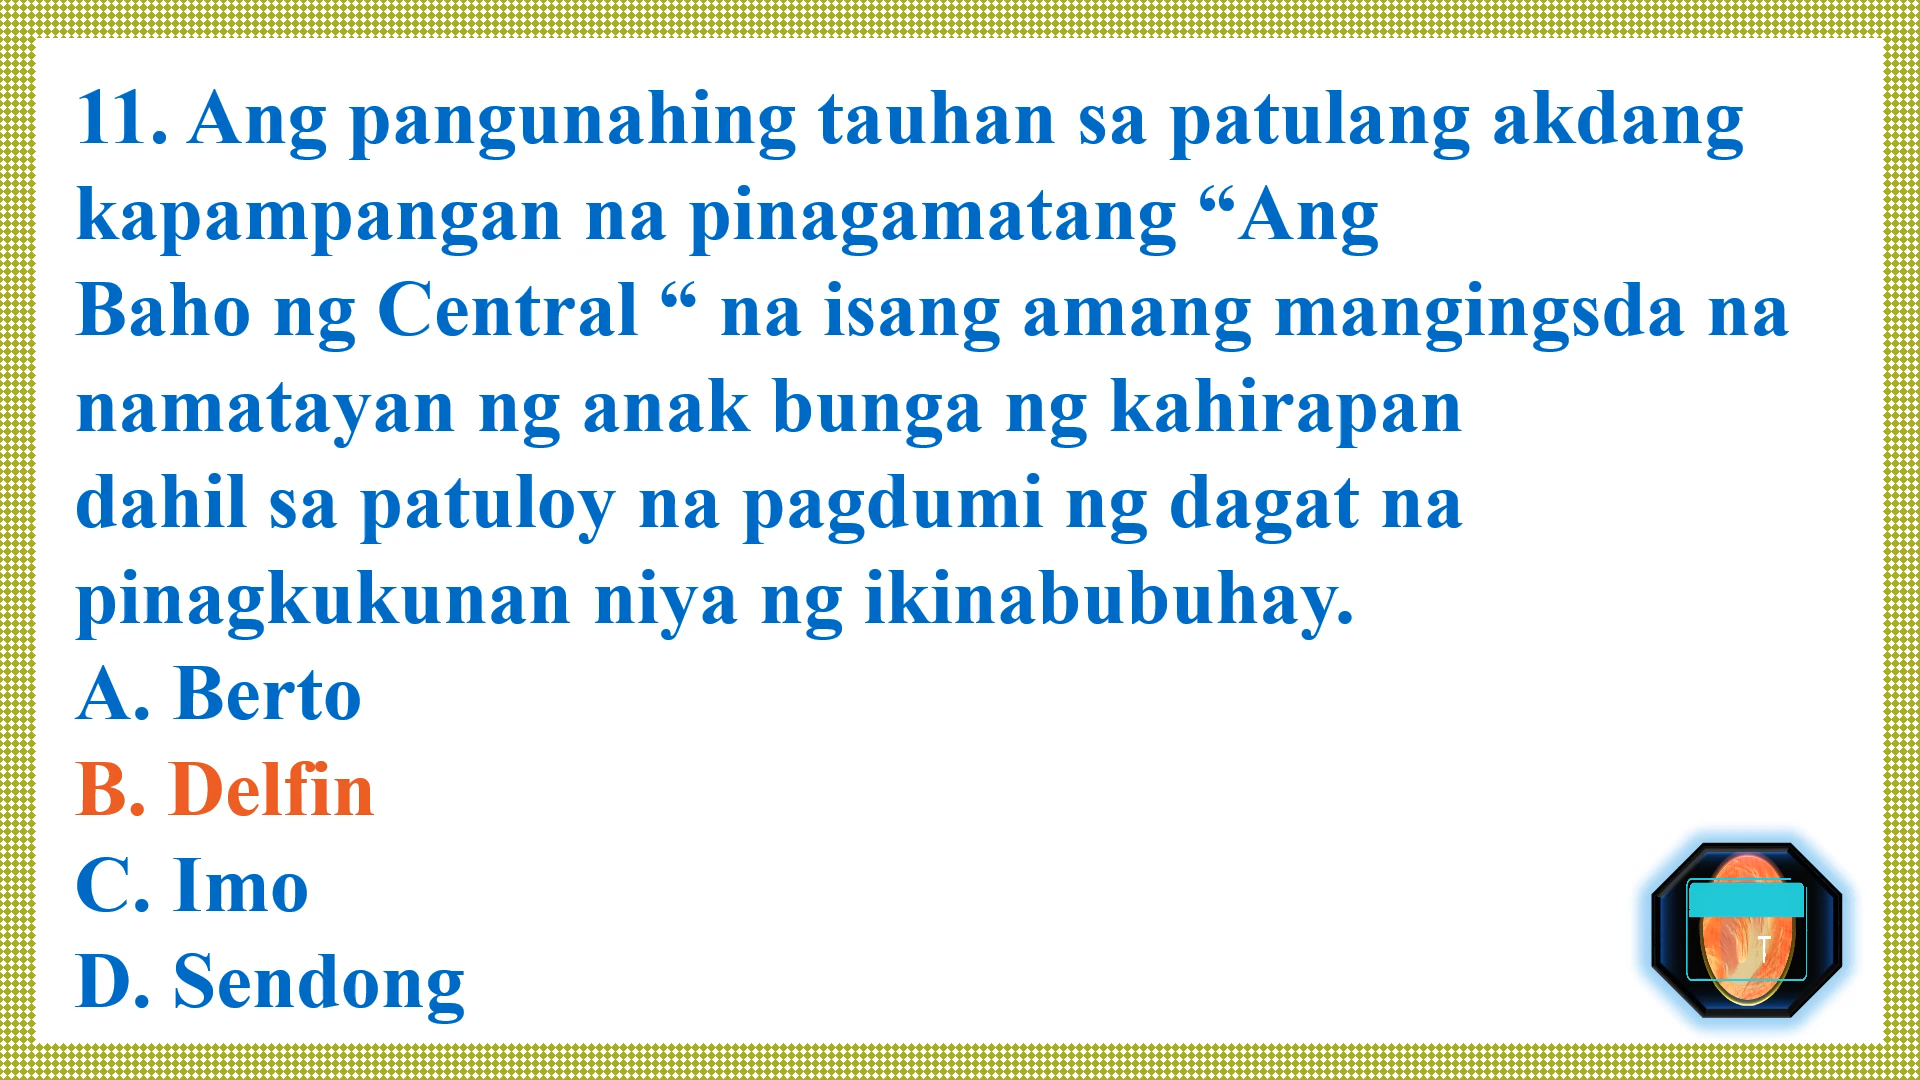 11. Ang pangunahing tauhan sa patulang akdang
kapampangan na pinagamatang “Ang
Baho ng Central “ na isang amang mangingsda na
namatayan ng anak bunga ng kahirapan
dahil sa patuloy na pagdumi ng dagat na
pinagkukunan niya ng ikinabubuhay.
A. Berto
B. Delfin
C. Imo
D. Sendong
T